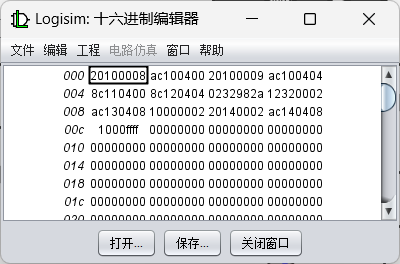 Logisim: 十六进制编辑器
文件 编辑 工程 电路仿真 窗口 帮助
000 20100008 ac100400 20100009 ac100404
004 8c110400 8c120404 0232982a 12320002
008 ac130408 10000002 20140002 ac140408
00c 1000ffff 00000000 00000000 00000000
010 00000000 00000000 00000000 00000000
014 00000000 00000000 00000000 00000000
018 00000000 00000000 00000000 00000000
01c 00000000 00000000 00000000 00000000
020 00000000 00000000 00000000 00000000
打开... 保存... 关闭窗口